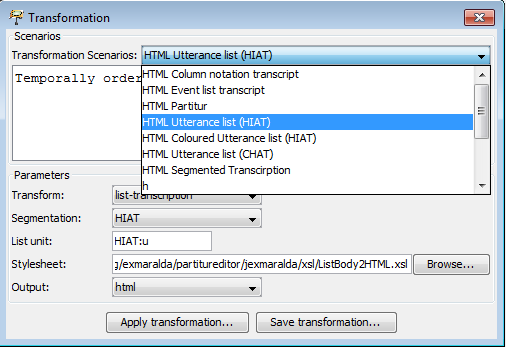 Transformation
Scenarios
Transformation Scenarios: HTML Utterance list (HIAT)
Temporally order
HTML Column notation transcript
HTML Event list transcript
HTML Partitur
HTML Utterance list (HIAT)
HTML Coloured Utterance list (HIAT)
HTML Utterance list (CHAT)
HTML Segmented Transcirption
h
Parameters
Transform: list-transcription
Segmentation: HIAT
List unit: HIAT:u
Stylesheet: g/exmaralda/partitureditor/jexmaralda/xsl/ListBody2HTML.xsl Browse...
Output: html
Apply transformation... Save transformation...